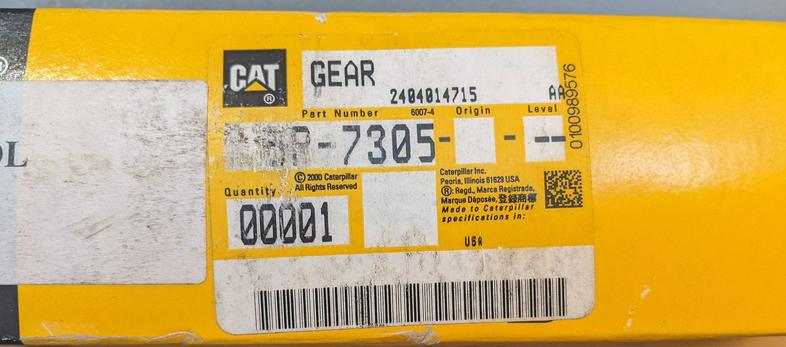 CAT®
GEAR
2404014715 AA
0100989576
Part Number 6007-4 Origin Level
P-7305- - --
© 2000 Caterpillar
All Rights Reserved
Caterpillar Inc.
Peoria, Illinois 61629 USA
®: Regd., Marca Registrada,
Marque Déposée, 登録商標
Made to Caterpillar
specifications in:
Quantity
00001
USA
OL